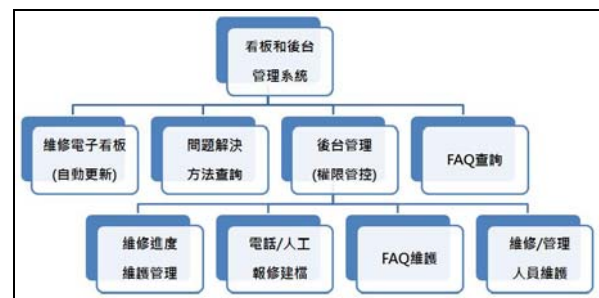 看板和後台
管理系統
維修電子看板
(自動更新)
問題解決
方法查詢
後台管理
(權限管控)
FAQ查詢
維修進度
維護管理
電話/人工
報修建檔
FAQ維護
維修/管理
人員維護